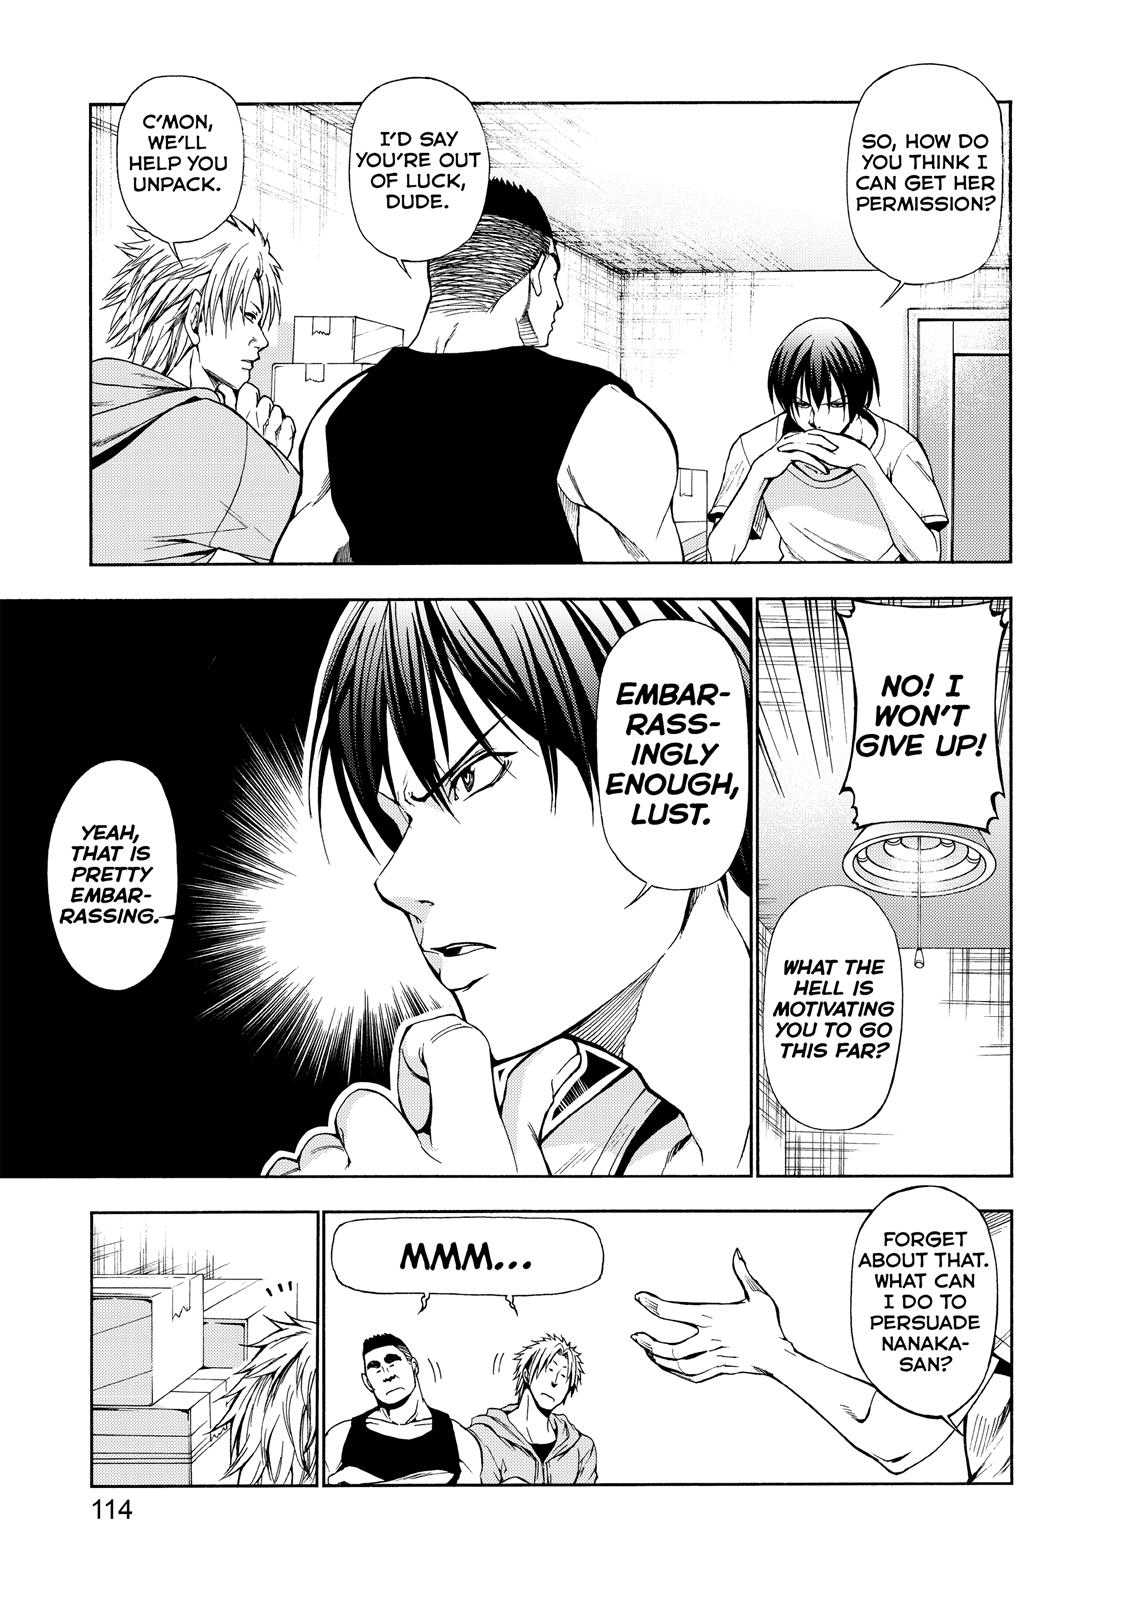 SO, HOW DO
YOU THINK I
CAN GET HER
PERMISSION?
I'D SAY
YOU'RE OUT
OF LUCK,
DUDE.
C'MON,
WE'LL
HELP YOU
UNPACK.
NO! I
WON'T
GIVE UP!
WHAT THE
HELL IS
MOTIVATING
YOU TO GO
THIS FAR?
EMBAR-
RASS-
INGLY
ENOUGH,
LUST.
YEAH,
THAT IS
PRETTY
EMBAR-
RASSING.
FORGET
ABOUT THAT.
WHAT CAN
I DO TO
PERSUADE
NANAKA-
SAN?
MMM...
114